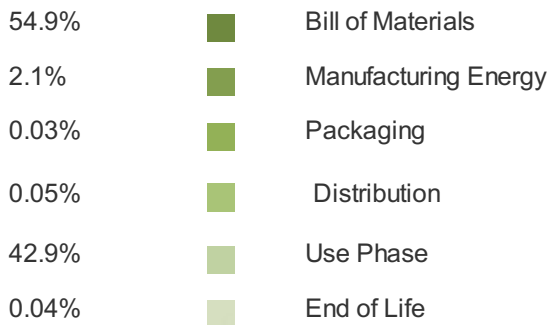 54.9% Bill of Materials
2.1% Manufacturing Energy
0.03% Packaging
0.05% Distribution
42.9% Use Phase
0.04% End of Life